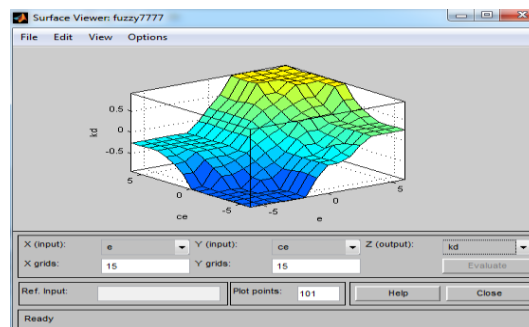 Surface Viewer: fuzzy7777
File Edit View Options
0.5
0
-0.5
kd
5
0
-5
ce
-5
0
5
e
X (input): e Y (input): ce Z (output): kd
X grids: 15 Y grids: 15 Evaluate
Ref. Input: Plot points: 101 Help Close
Ready